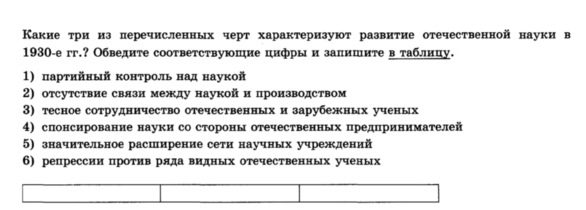 Какие три из перечисленных черт характеризуют развитие отечественной науки в
1930-е гг.? Обведите соответствующие цифры и запишите в таблицу.
1) партийный контроль над наукой
2) отсутствие связи между наукой и производством
3) тесное сотрудничество отечественных и зарубежных ученых
4) спонсирование науки со стороны отечественных предпринимателей
5) значительное расширение сети научных учреждений
6) репрессии против ряда видных отечественных ученых